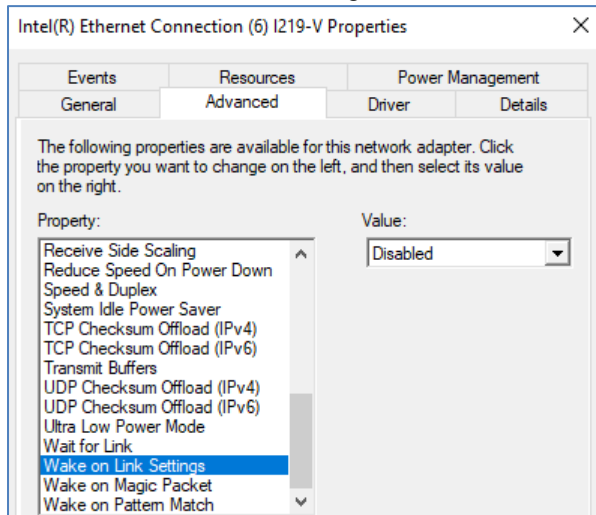 Intel(R) Ethernet Connection (6) I219-V Properties
Events Resources Power Management
General Advanced Driver Details
The following properties are available for this network adapter. Click
the property you want to change on the left, and then select its value
on the right.
Property: Value:
Receive Side Scaling Disabled
Reduce Speed On Power Down
Speed & Duplex
System Idle Power Saver
TCP Checksum Offload (IPv4)
TCP Checksum Offload (IPv6)
Transmit Buffers
UDP Checksum Offload (IPv4)
UDP Checksum Offload (IPv6)
Ultra Low Power Mode
Wait for Link
Wake on Link Settings
Wake on Magic Packet
Wake on Pattern Match